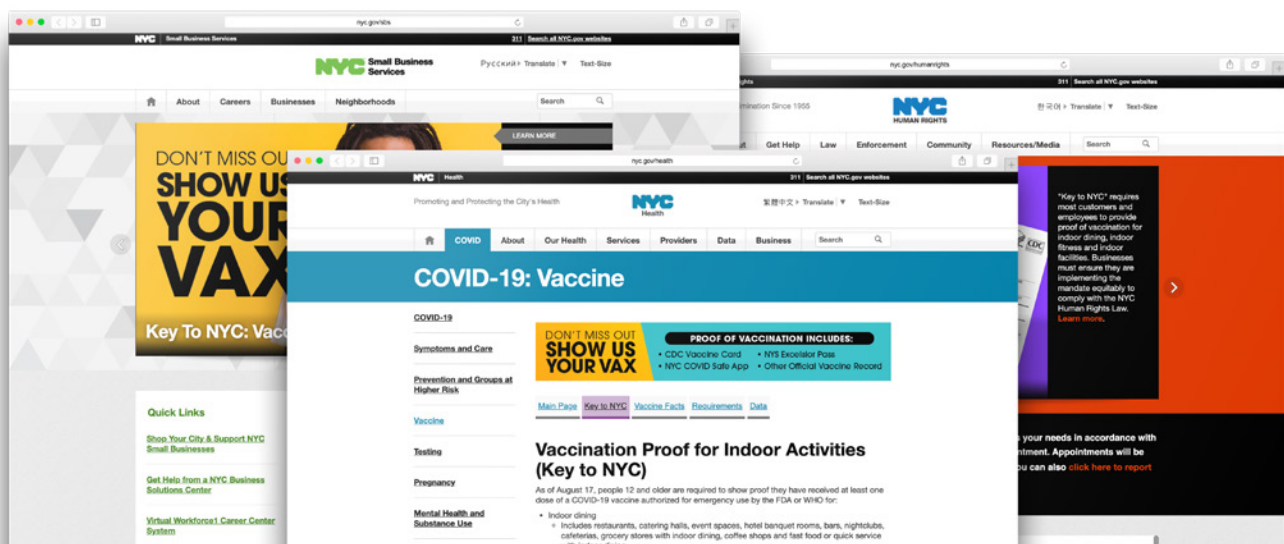 nyc.gov/sbs
NYC Small Business Services
311 Search all NYC.gov websites
NYC Small Business
Services
Русский▸ Translate ▼ Text-Size
About Careers Businesses Neighborhoods Search
LEARN MORE
DON'T MISS OU
SHOW US
YOUR
VAX
Key To NYC: Vacc
Quick Links
Shop Your City & Support NYC
Small Businesses
Get Help from a NYC Business
Solutions Center
Virtual Workforce1 Career Center
System
nyc.gov/humanrights
rights
311 Search all NYC.gov websites
mination Since 1955
NYC
HUMAN RIGHTS
한국어▸ Translate ▼ Text-Size
ut Get Help Law Enforcement Community Resources/Media Search
CDC
"Key to NYC" requires
most customers and
employees to provide
proof of vaccination for
indoor dining, indoor
fitness and indoor
facilities. Businesses
must ensure they are
implementing the
mandate equitably to
comply with the NYC
Human Rights Law.
Learn more.
s your needs in accordance with
ntment. Appointments will be
ou can also click here to report
nyc.gov/health
NYC Health
311 Search all NYC.gov websites
Promoting and Protecting the City's Health
NYC
Health
繁體中文▸ Translate ▼ Text-Size
COVID About Our Health Services Providers Data Business Search
COVID-19: Vaccine
COVID-19
Symptoms and Care
Prevention and Groups at
Higher Risk
Vaccine
Testing
Pregnancy
Mental Health and
Substance Use
DON'T MISS OUT
SHOW US
YOUR VAX
PROOF OF VACCINATION INCLUDES:
• CDC Vaccine Card • NYS Excelsior Pass
• NYC COVID Safe App • Other Official Vaccine Record
Main Page Key to NYC Vaccine Facts Requirements Data
Vaccination Proof for Indoor Activities
(Key to NYC)
As of August 17, people 12 and older are required to show proof they have received at least one
dose of a COVID-19 vaccine authorized for emergency use by the FDA or WHO for:
• Indoor dining
○ Includes restaurants, catering halls, event spaces, hotel banquet rooms, bars, nightclubs,
cafeterias, grocery stores with indoor dining, coffee shops and fast food or quick service